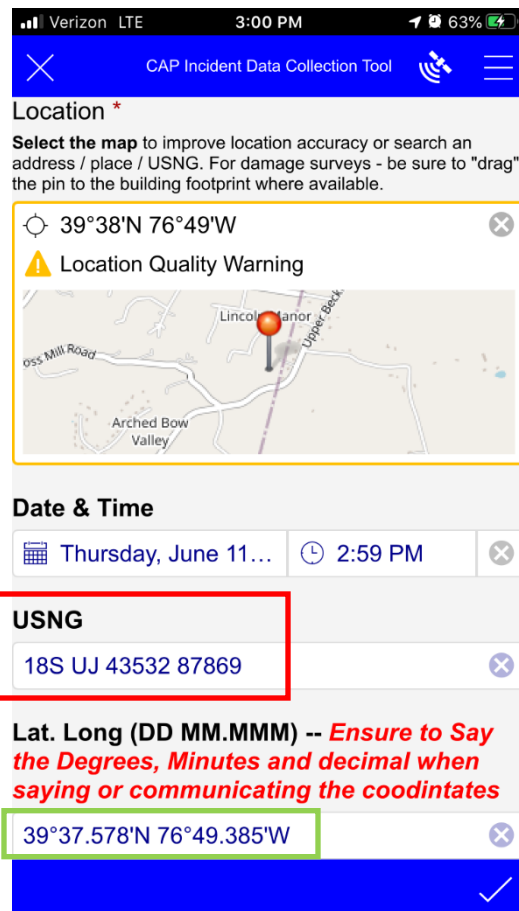 Verizon LTE 3:00 PM 63%
CAP Incident Data Collection Tool
Location *
Select the map to improve location accuracy or search an
address / place / USNG. For damage surveys - be sure to "drag"
the pin to the building footprint where available.
39°38'N 76°49'W
Location Quality Warning
Upper Beck
oss Mill Road
Arched Bow
Valley
Date & Time
Thursday, June 11... 2:59 PM
USNG
18S UJ 43532 87869
Lat. Long (DD MM.MMM) -- Ensure to Say
the Degrees, Minutes and decimal when
saying or communicating the coodintates
39°37.578'N 76°49.385'W